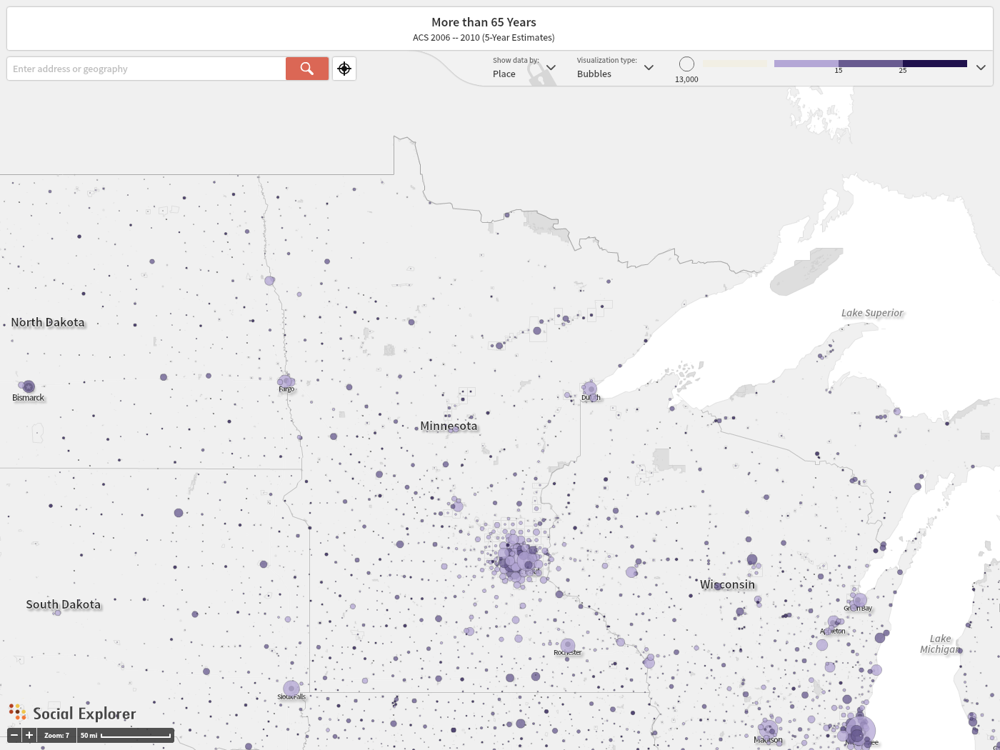 More than 65 Years
ACS 2006 -- 2010 (5-Year Estimates)
Enter address or geography
Show data by:
Place
Visualization type:
Bubbles
13,000
15
25
Lake Superior
North Dakota
Bismarck
Fargo
Duluth
Minnesota
Wisconsin
South Dakota
Green Bay
Appleton
Lake
Michigan
Rochester
Sioux Falls
Madison
Social Explorer
Zoom: 7
50 mi